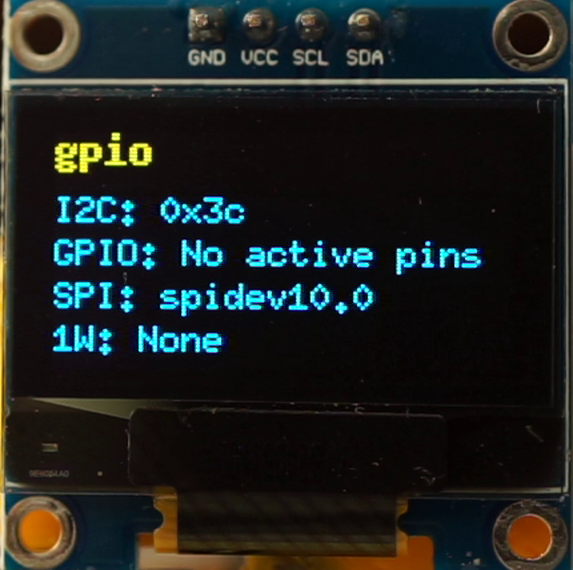 GND VCC SCL SDA
gpio
I2C: 0x3c
GPIO: No active pins
SPI: spidev10.0
1W: None